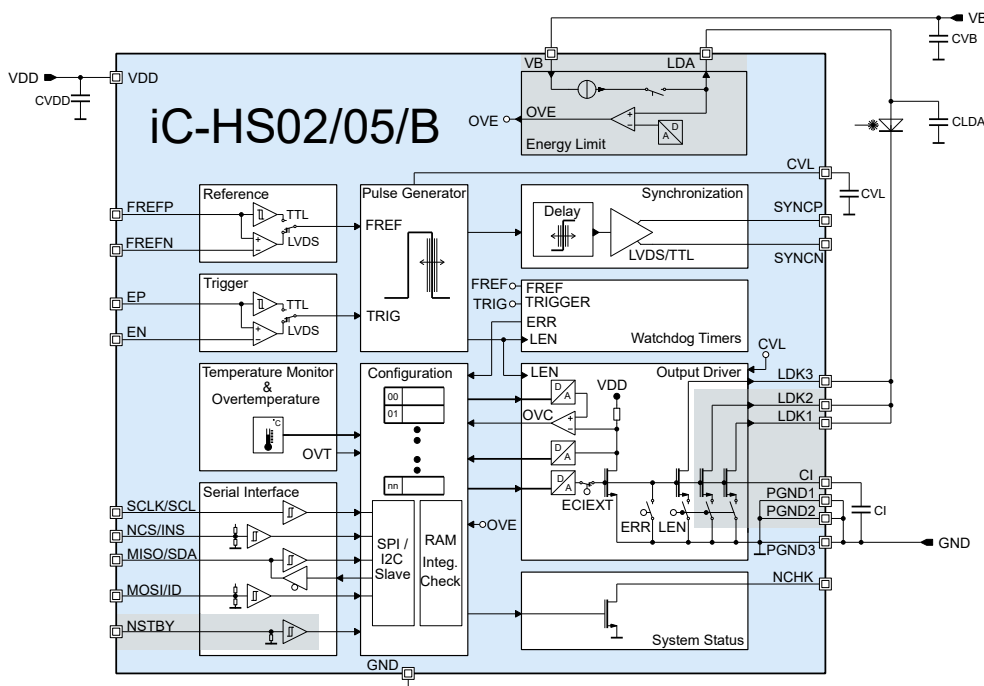 VB
CVB
VDD
VDD
CVDD
VB
LDA
iC-HS02/05/B
OVE
OVE
+
−
D
A
Energy Limit
CLDA
CVL
CVL
Reference
FREFP
FREFN
TTL
+
−
LVDS
Pulse Generator
FREF
TRIG
Synchronization
Delay
LVDS/TTL
SYNCP
SYNCN
Trigger
EP
EN
TTL
+
−
LVDS
FREF
FREF
TRIG
TRIGGER
ERR
LEN
Watchdog Timers
Temperature Monitor
&
Overtemperature
°C
OVT
Configuration
00
01
nn
LEN
Output Driver
CVL
D
A
VDD
OVC
+
−
D
A
D
A
ECIEXT
ERR
LEN
LDK3
LDK2
LDK1
CI
PGND1
PGND2
PGND3
CI
GND
Serial Interface
SCLK/SCL
NCS/INS
MISO/SDA
MOSI/ID
NSTBY
SPI /
I2C
Slave
RAM
Integ.
Check
OVE
NCHK
System Status
GND